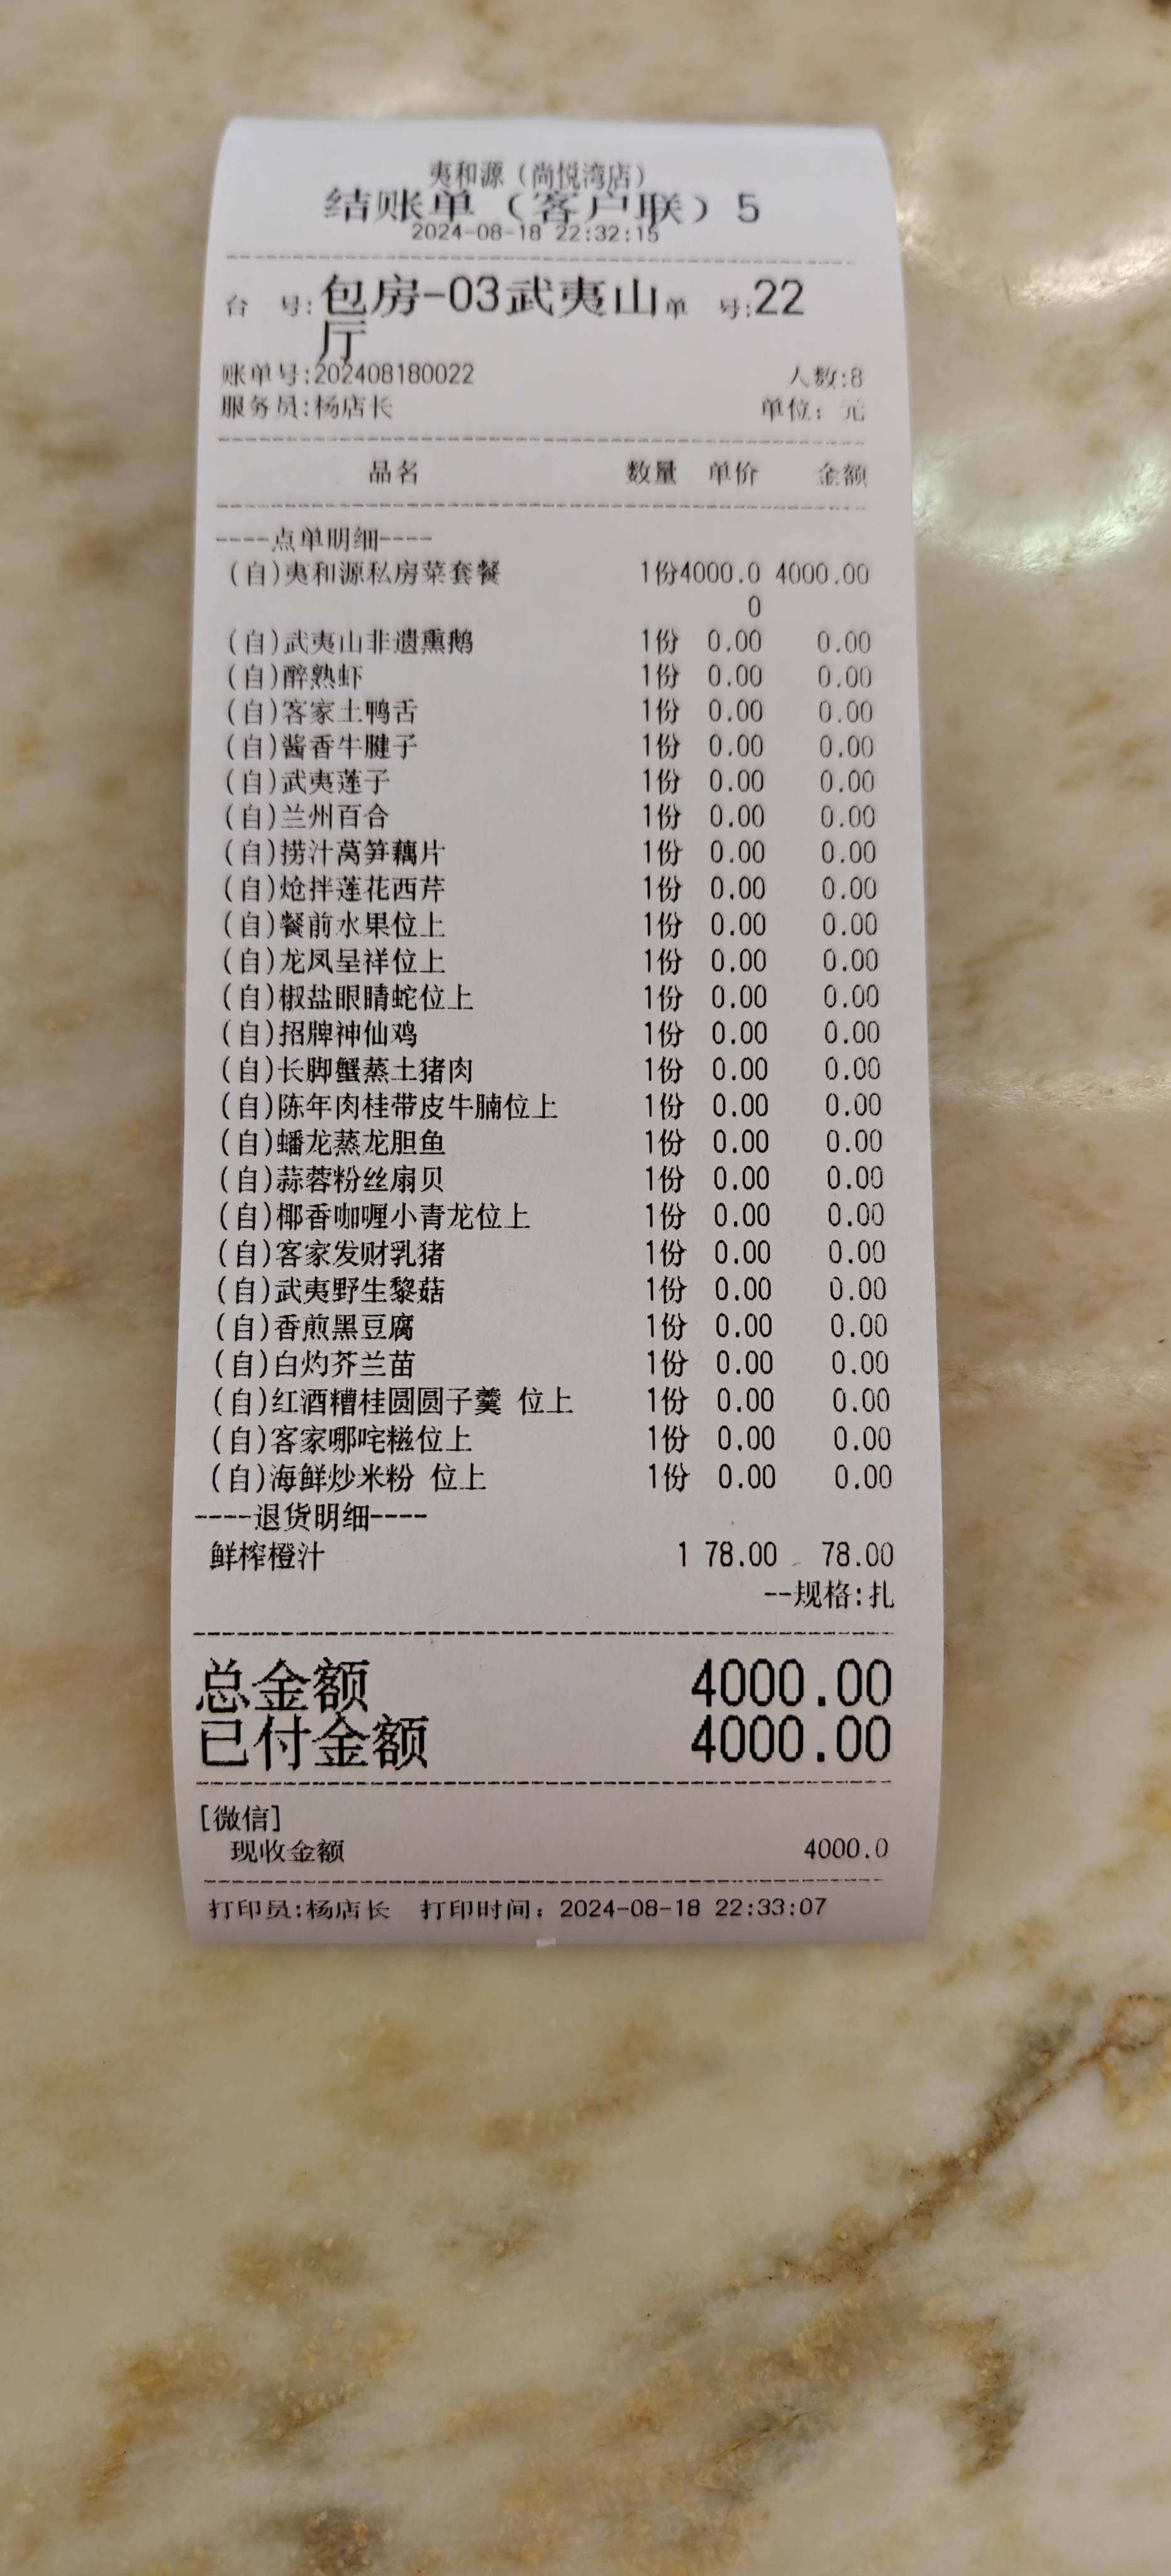 夷和源（尚悦湾店）
结账单（客户联）5
2024-08-18 22:32:15
台 号:包房-03武夷山厅 单 号:22
账单号:202408180022 人数:8
服务员:杨店长 单位：元
品名 数量 单价 金额
----点单明细----
(自)夷和源私房菜套餐 1份 4000.00 4000.00
(自)武夷山非遗熏鹅 1份 0.00 0.00
(自)醉熟虾 1份 0.00 0.00
(自)客家土鸭舌 1份 0.00 0.00
(自)酱香牛腱子 1份 0.00 0.00
(自)武夷莲子 1份 0.00 0.00
(自)兰州百合 1份 0.00 0.00
(自)捞汁莴笋藕片 1份 0.00 0.00
(自)炝拌莲花西芹 1份 0.00 0.00
(自)餐前水果位上 1份 0.00 0.00
(自)龙凤呈祥位上 1份 0.00 0.00
(自)椒盐眼睛蛇位上 1份 0.00 0.00
(自)招牌神仙鸡 1份 0.00 0.00
(自)长脚蟹蒸土猪肉 1份 0.00 0.00
(自)陈年肉桂带皮牛腩位上 1份 0.00 0.00
(自)蟠龙蒸龙胆鱼 1份 0.00 0.00
(自)蒜蓉粉丝扇贝 1份 0.00 0.00
(自)椰香咖喱小青龙位上 1份 0.00 0.00
(自)客家发财乳猪 1份 0.00 0.00
(自)武夷野生黎菇 1份 0.00 0.00
(自)香煎黑豆腐 1份 0.00 0.00
(自)白灼芥兰苗 1份 0.00 0.00
(自)红酒糟桂圆圆子羹 位上 1份 0.00 0.00
(自)客家哪咤糍位上 1份 0.00 0.00
(自)海鲜炒米粉 位上 1份 0.00 0.00
----退货明细----
鲜榨橙汁 1 78.00 78.00
--规格:扎
总金额 4000.00
已付金额 4000.00
[微信]
现收金额 4000.0
打印员:杨店长 打印时间：2024-08-18 22:33:07